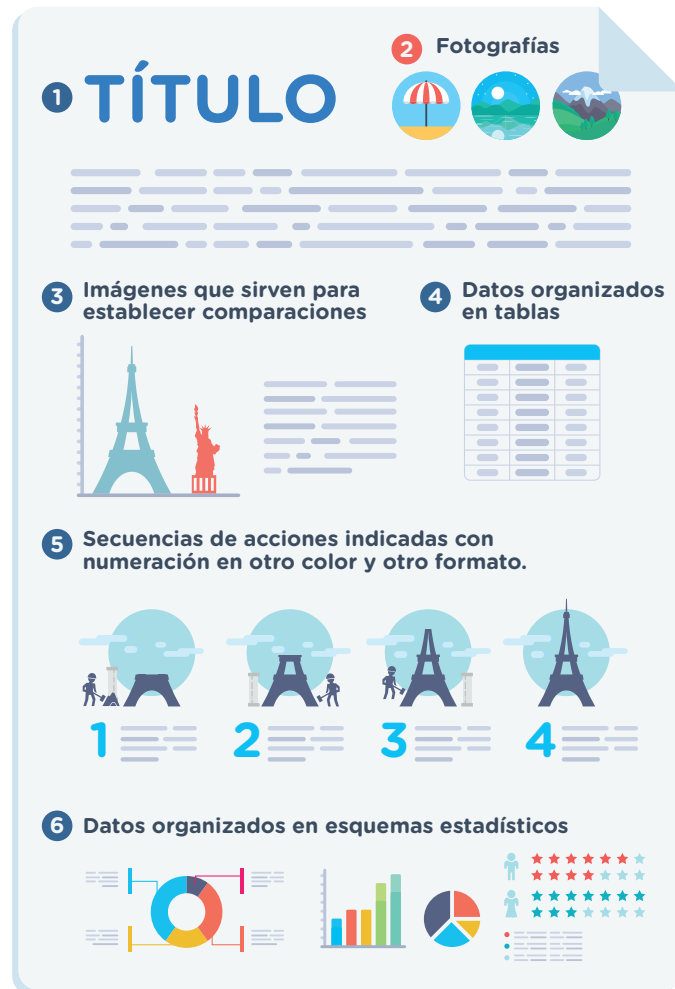 1 TÍTULO
2 Fotografías
3 Imágenes que sirven para
establecer comparaciones
4 Datos organizados
en tablas
5 Secuencias de acciones indicadas con
numeración en otro color y otro formato.
1 2 3 4
6 Datos organizados en esquemas estadísticos